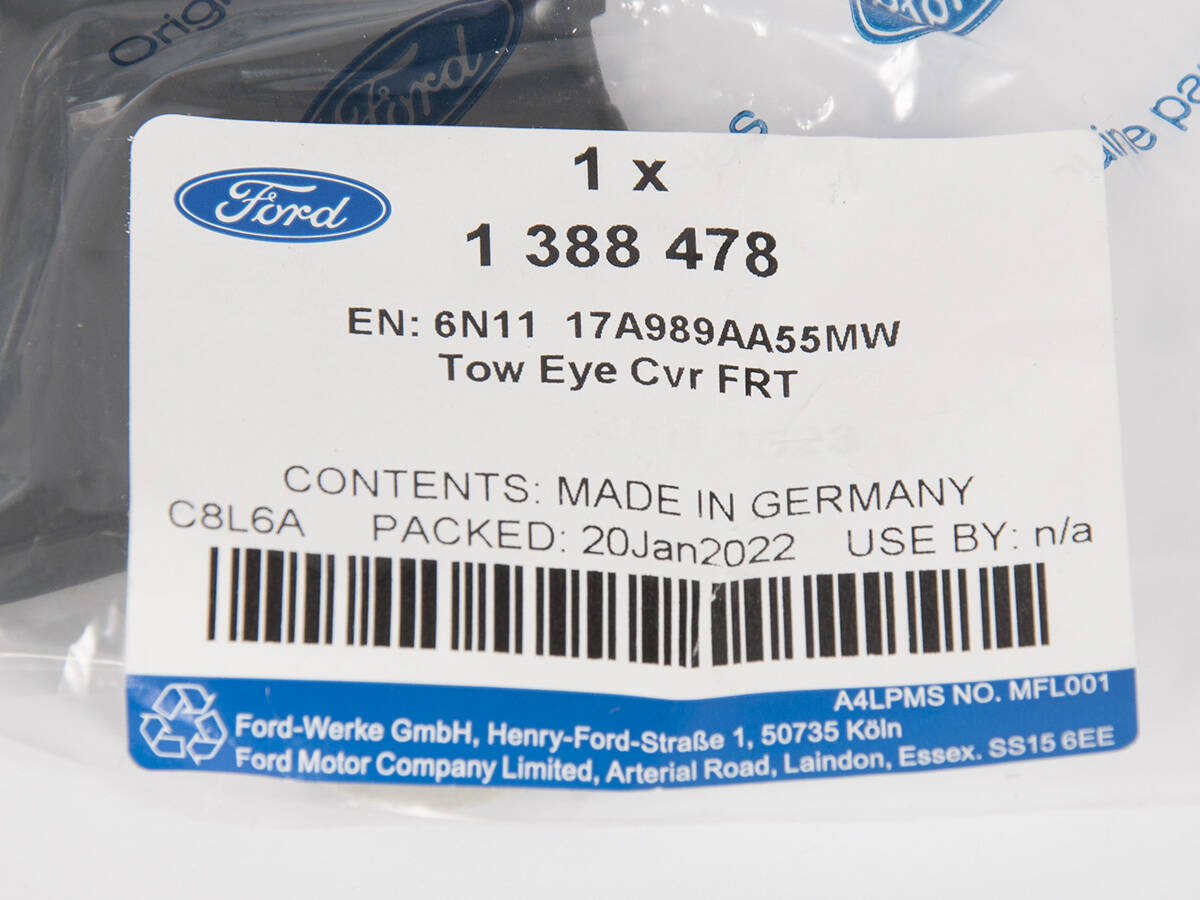 Ford
Ford
1 x
1 388 478
EN: 6N11 17A989AA55MW
Tow Eye Cvr FRT
CONTENTS: MADE IN GERMANY
C8L6A PACKED: 20Jan2022 USE BY: n/a
A4LPMS NO. MFL001
Ford-Werke GmbH, Henry-Ford-Straße 1, 50735 Köln
Ford Motor Company Limited, Arterial Road, Laindon, Essex. SS15 6EE